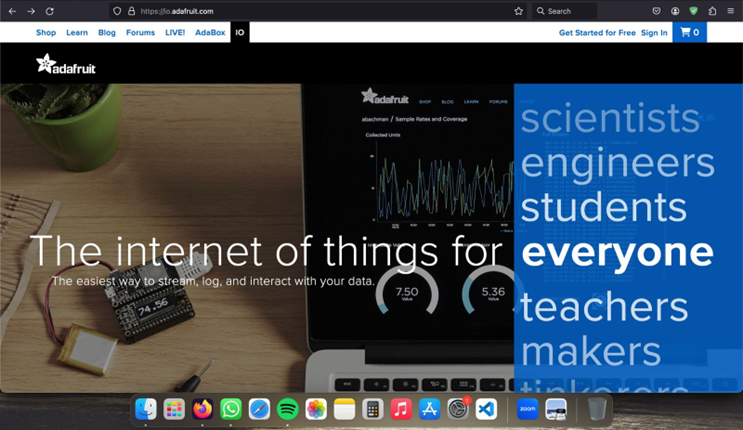 https://io.adafruit.com
Search
Shop Learn Blog Forums LIVE! AdaBox IO
Get Started for Free Sign In 0
adafruit
adafruit SHOP BLOG LEARN FORUMS
abachman / Sample Rates and Coverage
Collected Units
scientists
engineers
students
The internet of things for everyone
The easiest way to stream, log, and interact with your data.
74.56
7.50
Value
5.36
Value
teachers
makers
tinkerers
1
zoom